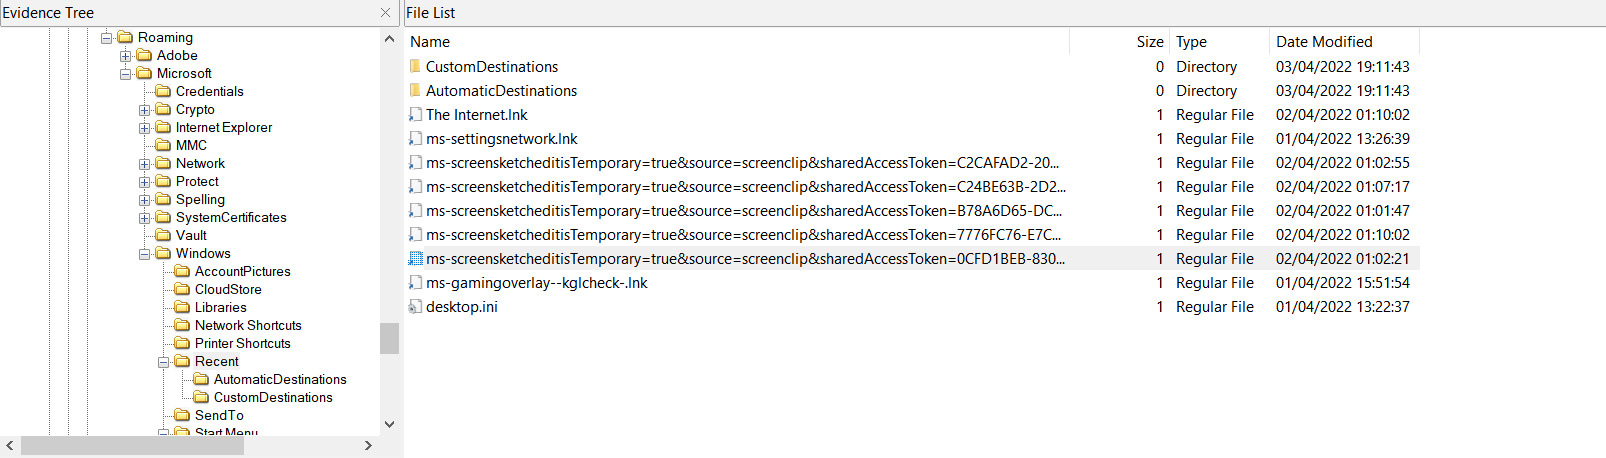 Evidence Tree
Roaming
Adobe
Microsoft
Credentials
Crypto
Internet Explorer
MMC
Network
Protect
Spelling
SystemCertificates
Vault
Windows
AccountPictures
CloudStore
Libraries
Network Shortcuts
Printer Shortcuts
Recent
AutomaticDestinations
CustomDestinations
SendTo
Start Menu
File List
Name Size Type Date Modified
CustomDestinations 0 Directory 03/04/2022 19:11:43
AutomaticDestinations 0 Directory 03/04/2022 19:11:43
The Internet.lnk 1 Regular File 02/04/2022 01:10:02
ms-settingsnetwork.lnk 1 Regular File 01/04/2022 13:26:39
ms-screensketcheditisTemporary=true&source=screenclip&sharedAccessToken=C2CAFAD2-20... 1 Regular File 02/04/2022 01:02:55
ms-screensketcheditisTemporary=true&source=screenclip&sharedAccessToken=C24BE63B-2D2... 1 Regular File 02/04/2022 01:07:17
ms-screensketcheditisTemporary=true&source=screenclip&sharedAccessToken=B78A6D65-DC... 1 Regular File 02/04/2022 01:01:47
ms-screensketcheditisTemporary=true&source=screenclip&sharedAccessToken=7776FC76-E7C... 1 Regular File 02/04/2022 01:10:02
ms-screensketcheditisTemporary=true&source=screenclip&sharedAccessToken=0CFD1BEB-830... 1 Regular File 02/04/2022 01:02:21
ms-gamingoverlay--kglcheck-.lnk 1 Regular File 01/04/2022 15:51:54
desktop.ini 1 Regular File 01/04/2022 13:22:37